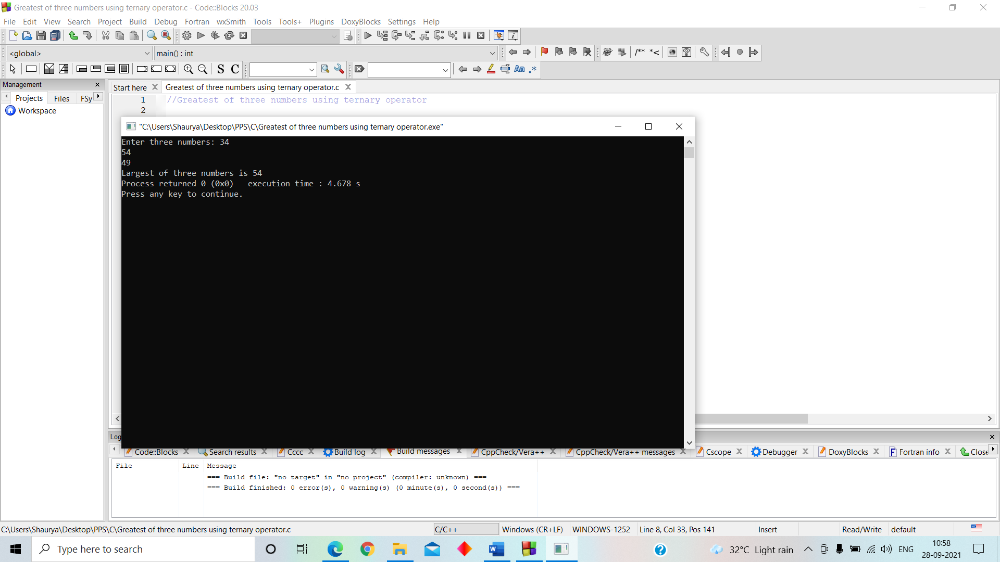 Greatest of three numbers using ternary operator.c - Code::Blocks 20.03
File Edit View Search Project Build Debug Fortran wxSmith Tools Tools+ Plugins DoxyBlocks Settings Help
<global> main() : int
/** *<
S C Aa .*
Management
Start here Greatest of three numbers using ternary operator.c
Projects Files FSy
Workspace
1 //Greatest of three numbers using ternary operator
2
"C:\Users\Shaurya\Desktop\PPS\C\Greatest of three numbers using ternary operator.exe"
Enter three numbers: 34
54
49
Largest of three numbers is 54
Process returned 0 (0x0) execution time : 4.678 s
Press any key to continue.
Log
Code::Blocks Search results Cccc Build log Build messages CppCheck/Vera++ CppCheck/Vera++ messages Cscope Debugger DoxyBlocks Fortran info Close
File Line Message
=== Build file: "no target" in "no project" (compiler: unknown) ===
=== Build finished: 0 error(s), 0 warning(s) (0 minute(s), 0 second(s)) ===
C:\Users\Shaurya\Desktop\PPS\C\Greatest of three numbers using ternary operator.c C/C++ Windows (CR+LF) WINDOWS-1252 Line 8, Col 33, Pos 141 Insert Read/Write default
Type here to search 32°C Light rain ENG 10:58
28-09-2021